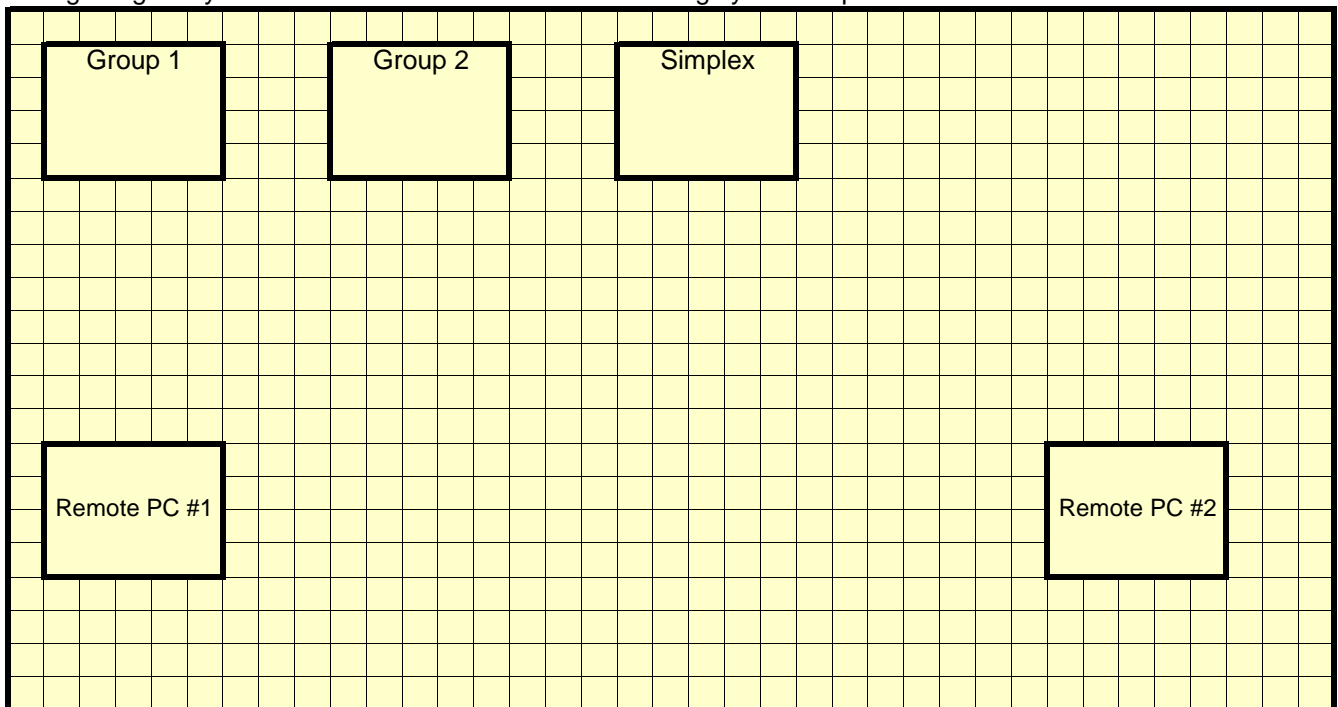 Group 1
Group 2
Simplex
Remote PC #1
Remote PC #2